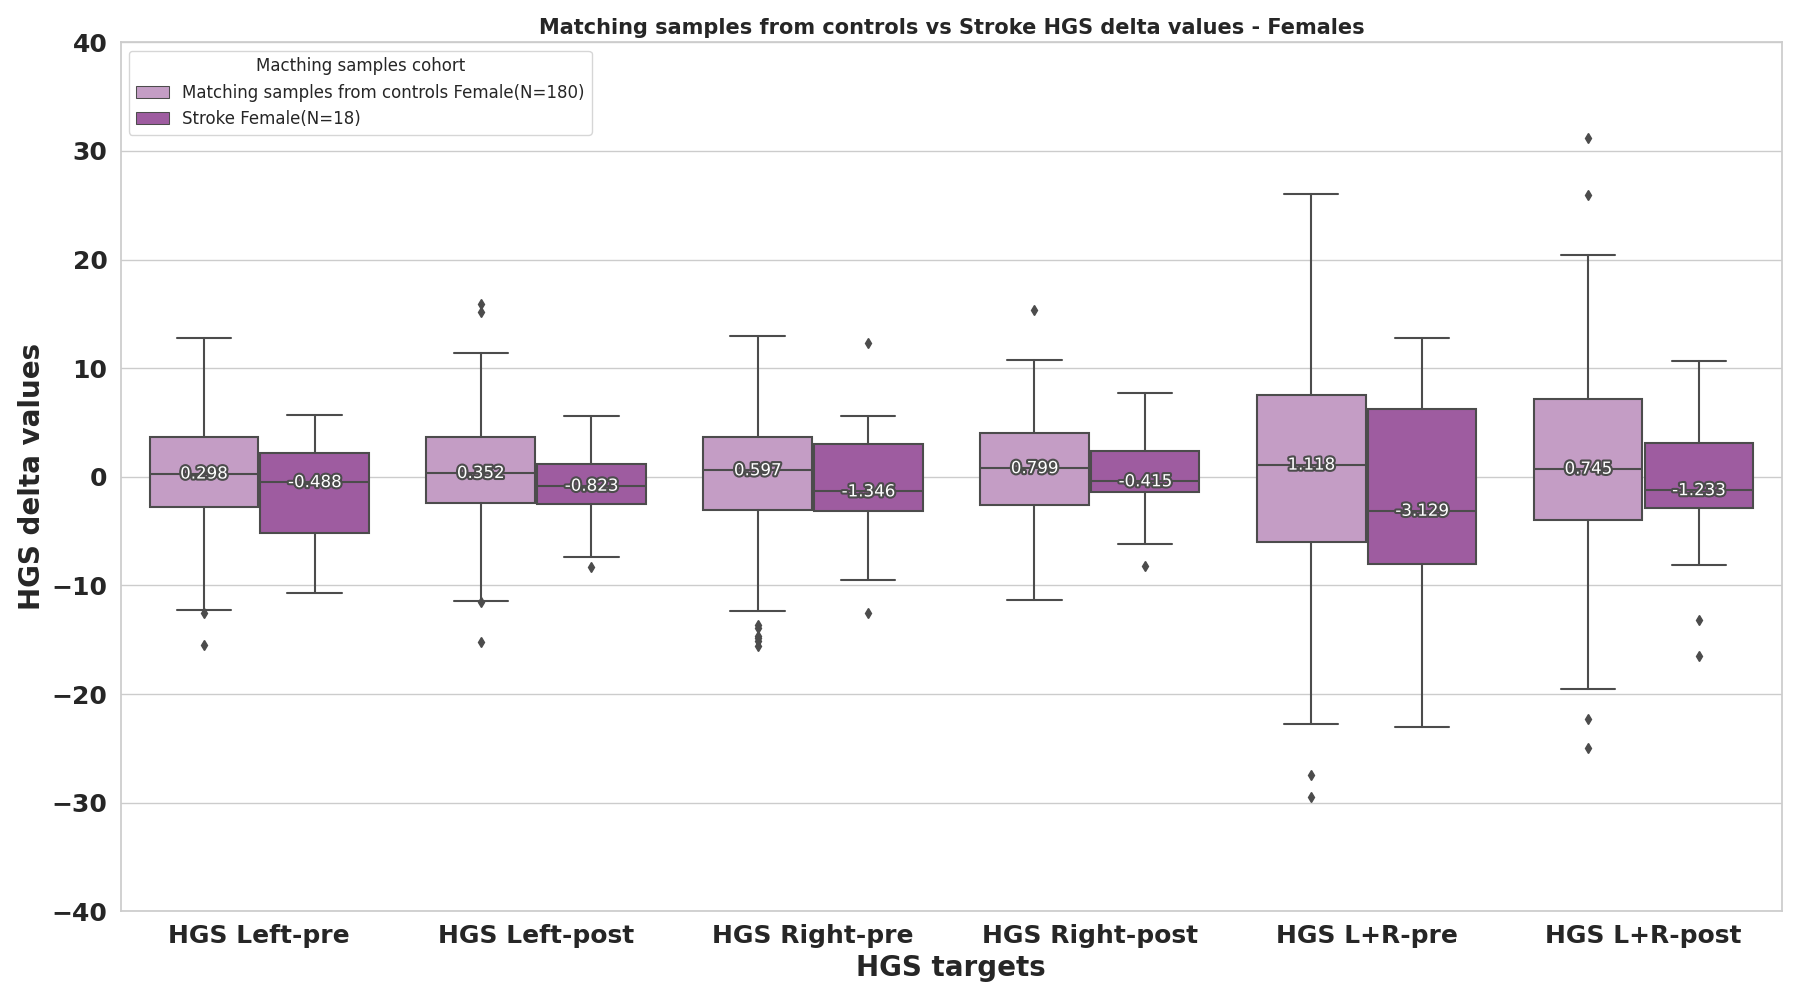 Matching samples from controls vs Stroke HGS delta values - Females
Macthing samples cohort
Matching samples from controls Female(N=180)
Stroke Female(N=18)
HGS delta values
40
30
20
10
0
−10
−20
−30
−40
0.298
-0.488
0.352
-0.823
0.597
-1.346
0.799
-0.415
1.118
-3.129
0.745
-1.233
HGS Left-pre
HGS Left-post
HGS Right-pre
HGS Right-post
HGS L+R-pre
HGS L+R-post
HGS targets